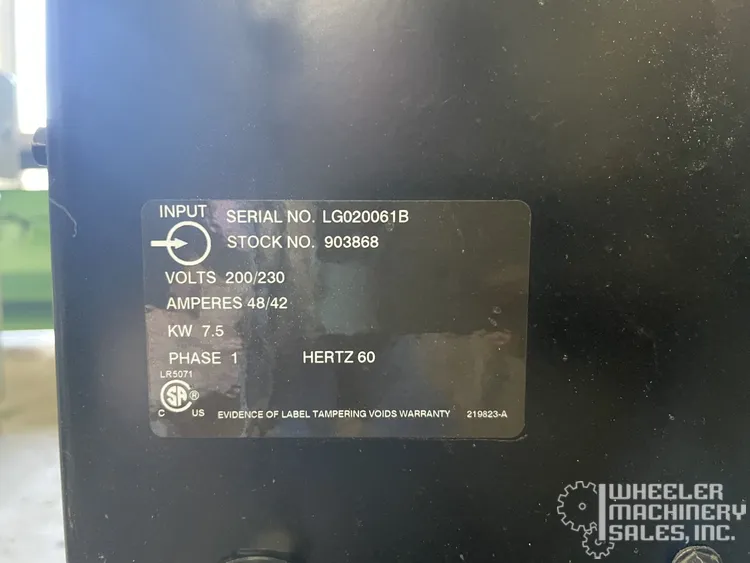 INPUT
SERIAL NO. LG020061B
STOCK NO. 903868
VOLTS 200/230
AMPERES 48/42
KW 7.5
PHASE 1 HERTZ 60
LR5071
SA ®
C US EVIDENCE OF LABEL TAMPERING VOIDS WARRANTY 219823-A
WHEELER
MACHINERY
SALES, INC.